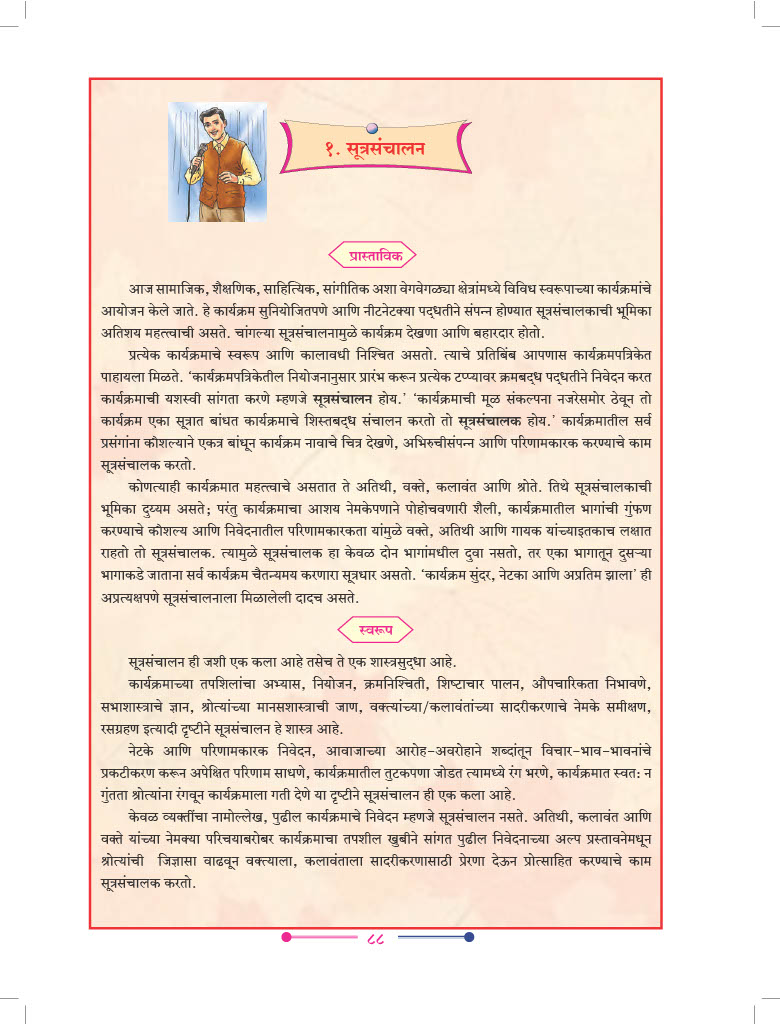 १. सूत्रसंचालन
प्रास्ताविक
आज सामाजिक, शैक्षणिक, साहित्यिक, सांगीतिक अशा वेगवेगळ्या क्षेत्रांमध्ये विविध स्वरूपाच्या कार्यक्रमांचे
आयोजन केले जाते. हे कार्यक्रम सुनियोजितपणे आणि नीटनेटक्या पद्धतीने संपन्न होण्यात सूत्रसंचालकाची भूमिका
अतिशय महत्त्वाची असते. चांगल्या सूत्रसंचालनामुळे कार्यक्रम देखणा आणि बहारदार होतो.
प्रत्येक कार्यक्रमाचे स्वरूप आणि कालावधी निश्चित असतो. त्याचे प्रतिबिंब आपणास कार्यक्रमपत्रिकेत
पाहायला मिळते. ‘कार्यक्रमपत्रिकेतील नियोजनानुसार प्रारंभ करून प्रत्येक टप्प्यावर क्रमबद्ध पद्धतीने निवेदन करत
कार्यक्रमाची यशस्वी सांगता करणे म्हणजे सूत्रसंचालन होय.’ ‘कार्यक्रमाची मूळ संकल्पना नजरेसमोर ठेवून तो
कार्यक्रम एका सूत्रात बांधत कार्यक्रमाचे शिस्तबद्ध संचालन करतो तो सूत्रसंचालक होय.’ कार्यक्रमातील सर्व
प्रसंगांना कौशल्याने एकत्र बांधून कार्यक्रम नावाचे चित्र देखणे, अभिरुचीसंपन्न आणि परिणामकारक करण्याचे काम
सूत्रसंचालक करतो.
कोणत्याही कार्यक्रमात महत्त्वाचे असतात ते अतिथी, वक्ते, कलावंत आणि श्रोते. तिथे सूत्रसंचालकाची
भूमिका दुय्यम असते; परंतु कार्यक्रमाचा आशय नेमकेपणाने पोहोचवणारी शैली, कार्यक्रमातील भागांची गुंफण
करण्याचे कौशल्य आणि निवेदनातील परिणामकारकता यांमुळे वक्ते, अतिथी आणि गायक यांच्याइतकाच लक्षात
राहतो तो सूत्रसंचालक. त्यामुळे सूत्रसंचालक हा केवळ दोन भागांमधील दुवा नसतो, तर एका भागातून दुसऱ्या
भागाकडे जाताना सर्व कार्यक्रम चैतन्यमय करणारा सूत्रधार असतो. ‘कार्यक्रम सुंदर, नेटका आणि अप्रतिम झाला’ ही
अप्रत्यक्षपणे सूत्रसंचालनाला मिळालेली दादच असते.
स्वरूप
सूत्रसंचालन ही जशी एक कला आहे तसेच ते एक शास्त्रसुद्धा आहे.
कार्यक्रमाच्या तपशिलांचा अभ्यास, नियोजन, क्रमनिश्चिती, शिष्टाचार पालन, औपचारिकता निभावणे,
सभाशास्त्राचे ज्ञान, श्रोत्यांच्या मानसशास्त्राची जाण, वक्त्यांच्या/कलावंतांच्या सादरीकरणाचे नेमके समीक्षण,
रसग्रहण इत्यादी दृष्टीने सूत्रसंचालन हे शास्त्र आहे.
नेटके आणि परिणामकारक निवेदन, आवाजाच्या आरोह-अवरोहाने शब्दांतून विचार-भाव-भावनांचे
प्रकटीकरण करून अपेक्षित परिणाम साधणे, कार्यक्रमातील तुटकपणा जोडत त्यामध्ये रंग भरणे, कार्यक्रमात स्वत: न
गुंतता श्रोत्यांना रंगवून कार्यक्रमाला गती देणे या दृष्टीने सूत्रसंचालन ही एक कला आहे.
केवळ व्यक्तींचा नामोल्लेख, पुढील कार्यक्रमाचे निवेदन म्हणजे सूत्रसंचालन नसते. अतिथी, कलावंत आणि
वक्ते यांच्या नेमक्या परिचयाबरोबर कार्यक्रमाचा तपशील खुबीने सांगत पुढील निवेदनाच्या अल्प प्रस्तावनेमधून
श्रोत्यांची जिज्ञासा वाढवून वक्त्याला, कलावंताला सादरीकरणासाठी प्रेरणा देऊन प्रोत्साहित करण्याचे काम
सूत्रसंचालक करतो.
८८